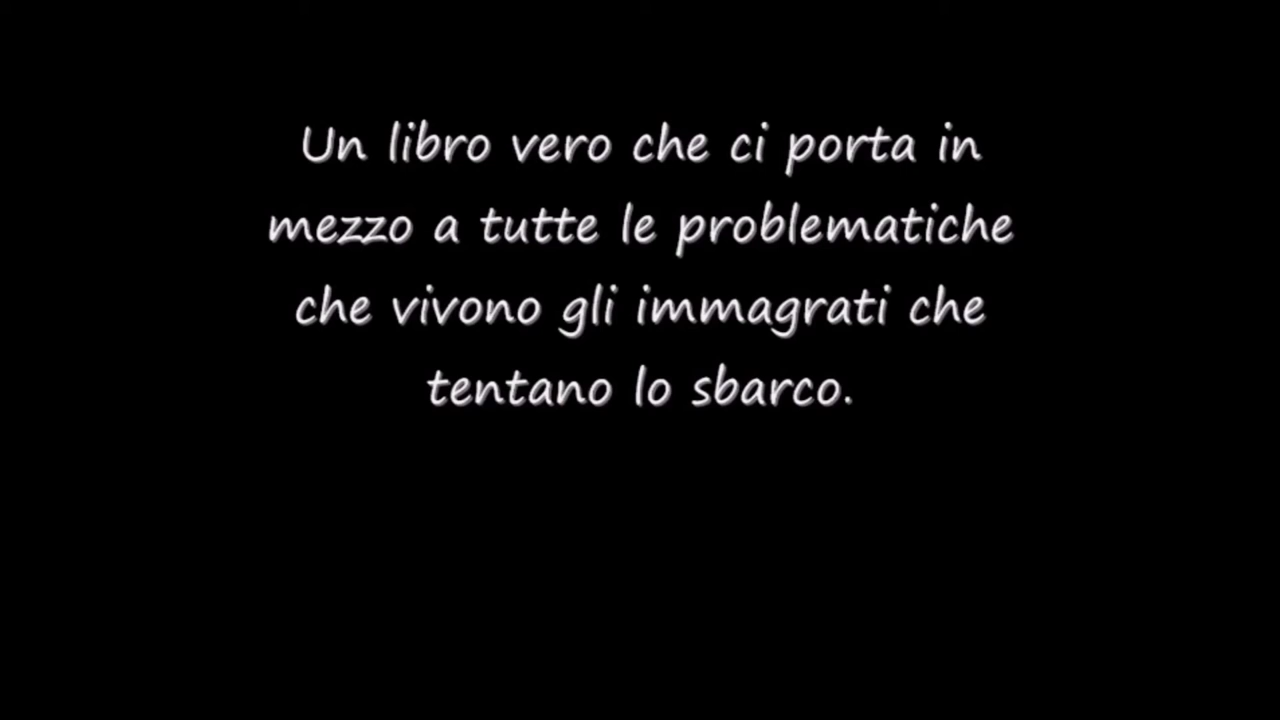 Un libro vero che ci porta in
mezzo a tutte le problematiche
che vivono gli immagrati che
tentano lo sbarco.